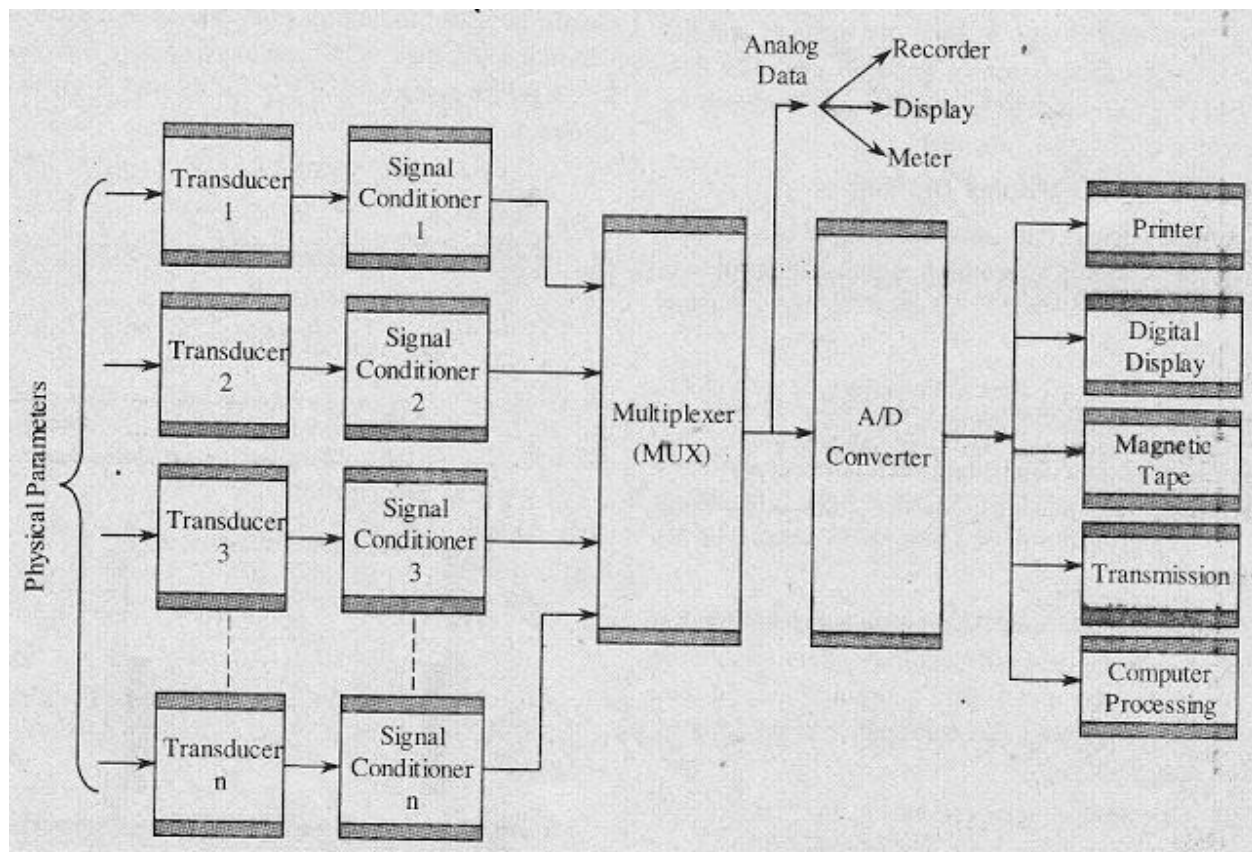 Analog
Data
Recorder
Display
Meter
Physical Parameters
Transducer
1
Signal
Conditioner
1
Transducer
2
Signal
Conditioner
2
Transducer
3
Signal
Conditioner
3
Transducer
n
Signal
Conditioner
n
Multiplexer
(MUX)
A/D
Converter
Printer
Digital
Display
Magnetic
Tape
Transmission
Computer
Processing